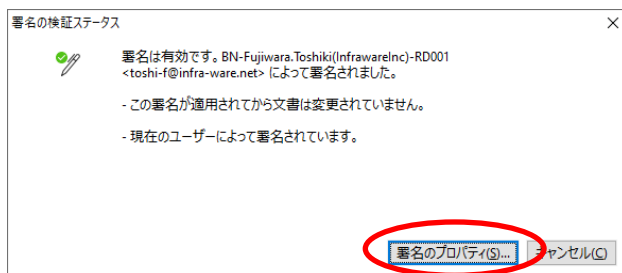 署名の検証ステータス
署名は有効です。BN-Fujiwara.Toshiki(InfrawareInc)-RD001
<toshi-f@infra-ware.net> によって署名されました。
- この署名が適用されてから文書は変更されていません。
- 現在のユーザーによって署名されています。
署名のプロパティ(S)... キャンセル(C)